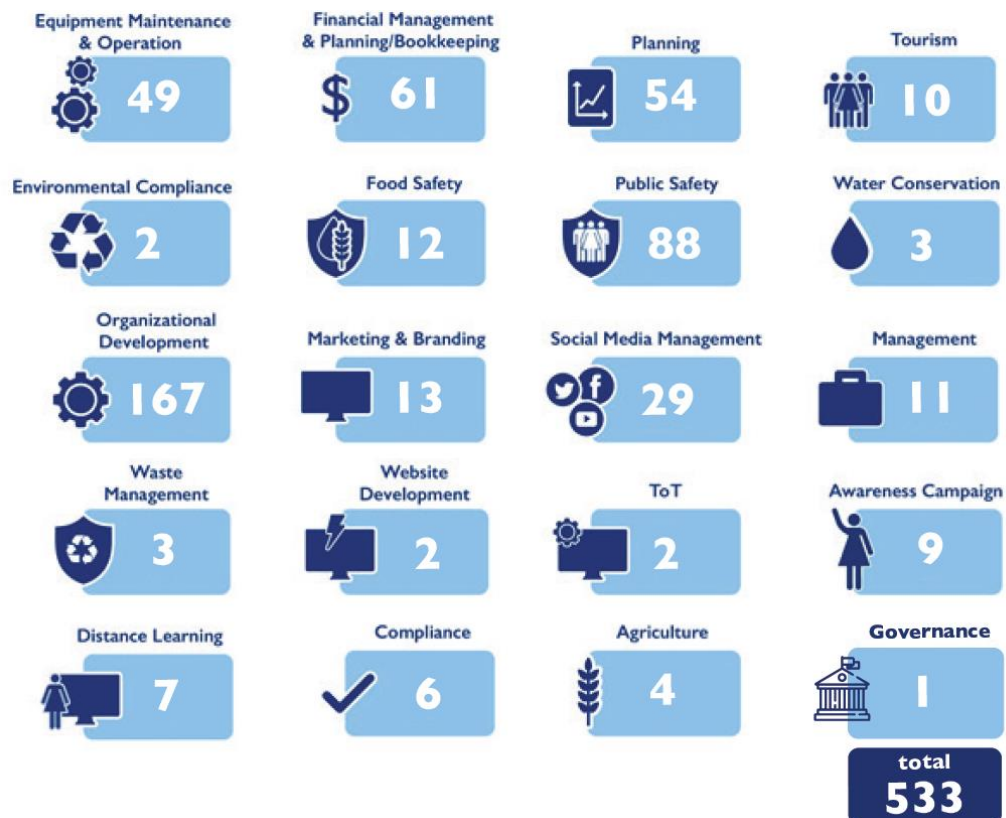 Equipment Maintenance
& Operation
49
Financial Management
& Planning/Bookkeeping
61
Planning
54
Tourism
10
Environmental Compliance
2
Food Safety
12
Public Safety
88
Water Conservation
3
Organizational
Development
167
Marketing & Branding
13
Social Media Management
29
Management
11
Waste
Management
3
Website
Development
2
ToT
2
Awareness Campaign
9
Distance Learning
7
Compliance
6
Agriculture
4
Governance
1
total
533